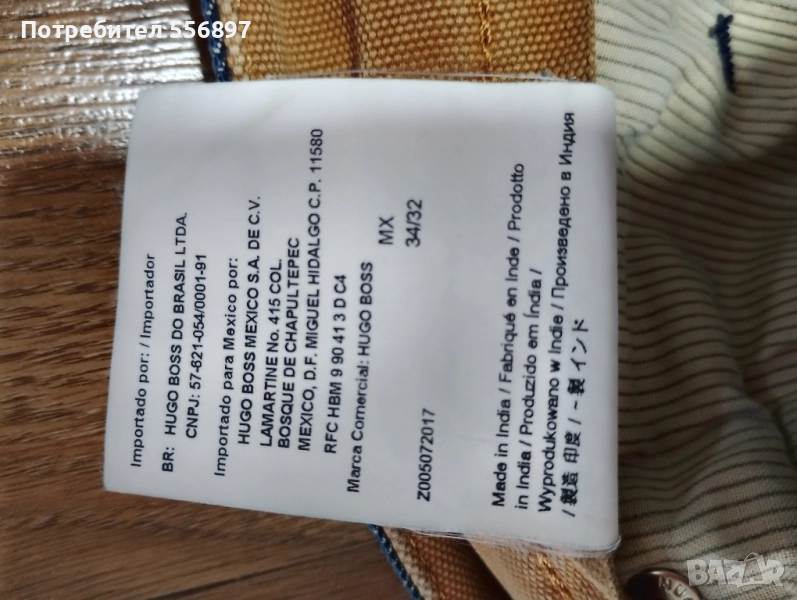 Потребител 556897
Importado por: / Importador
BR: HUGO BOSS DO BRASIL LTDA.
CNPJ: 57-621-054/0001-91
Importado para Mexico por:
HUGO BOSS MEXICO S.A. DE C.V.
LAMARTINE No. 415 COL.
BOSQUE DE CHAPULTEPEC
MEXICO, D.F. MIGUEL HIDALGO C.P. 11580
RFC HBM 9 90 41 3 D C4
Marca Comercial: HUGO BOSS
MX
34/32
Z005072017
Made in India / Fabriqué en Inde / Prodotto
in India / Produzido em Índia /
Wyprodukowano w Indie / Произведено в Индия
/ 製造 印度 / ~ 製 インド
BAZAR